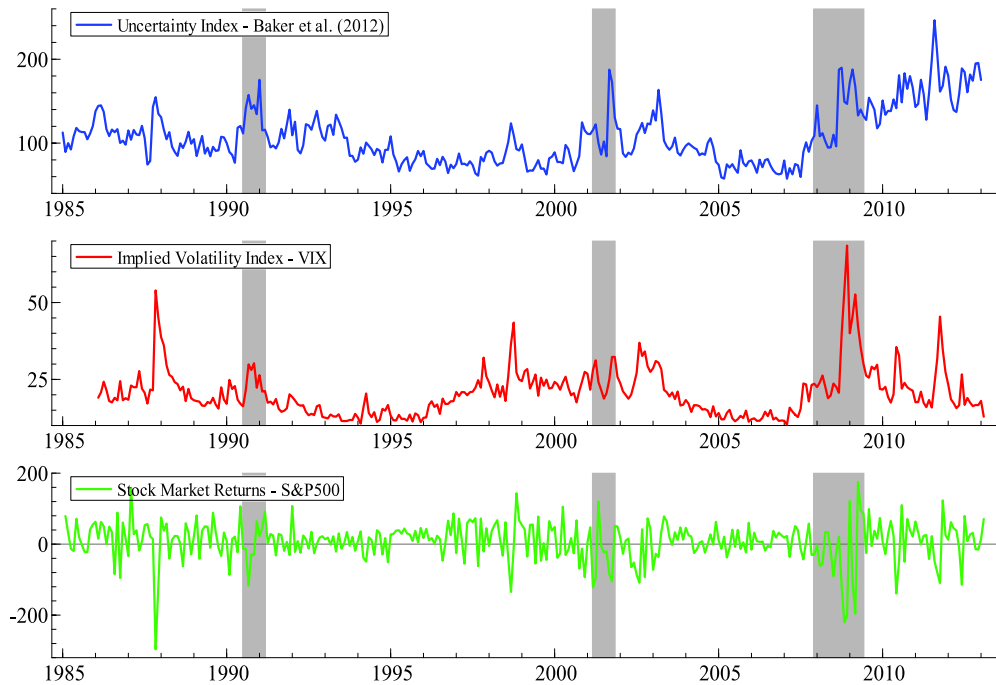 Uncertainty Index - Baker et al. (2012)
200
100
1985 1990 1995 2000 2005 2010
Implied Volatility Index - VIX
50
25
1985 1990 1995 2000 2005 2010
200
Stock Market Returns - S&P500
0
-200
1985 1990 1995 2000 2005 2010